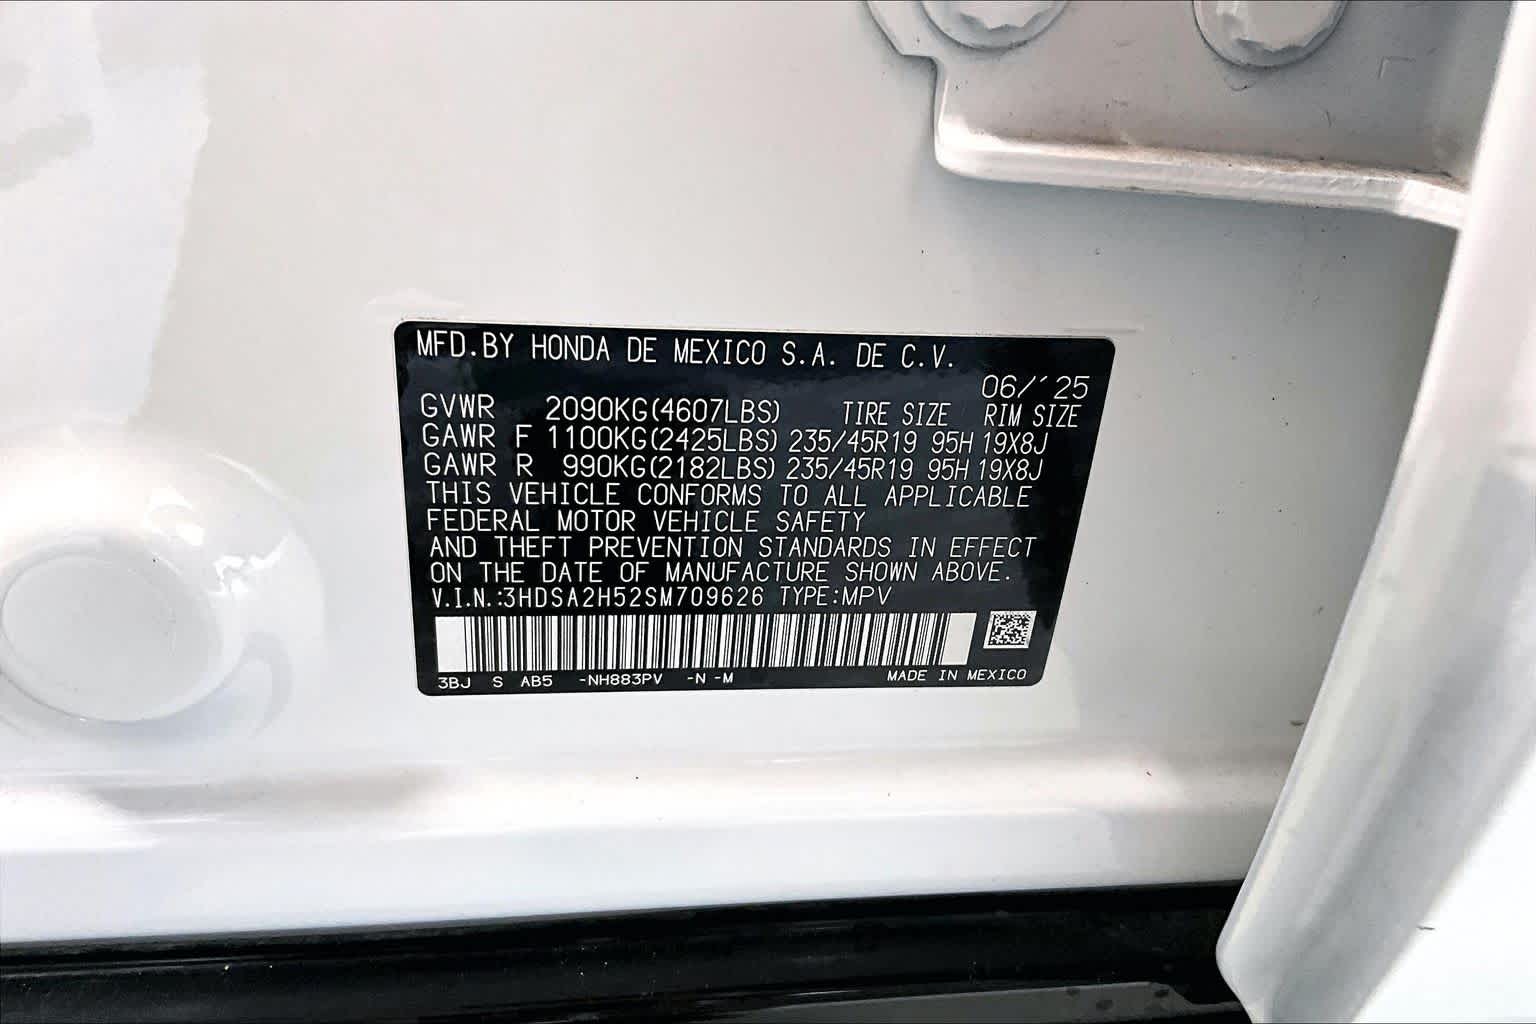 MFD.BY HONDA DE MEXICO S.A. DE C.V.
06/'25
GVWR 2090KG(4607LBS) TIRE SIZE RIM SIZE
GAWR F 1100KG(2425LBS) 235/45R19 95H 19X8J
GAWR R 990KG(2182LBS) 235/45R19 95H 19X8J
THIS VEHICLE CONFORMS TO ALL APPLICABLE
FEDERAL MOTOR VEHICLE SAFETY
AND THEFT PREVENTION STANDARDS IN EFFECT
ON THE DATE OF MANUFACTURE SHOWN ABOVE.
V.I.N.:3HDSA2H52SM709626 TYPE:MPV
3BJ S AB5 -NH883PV -N -M MADE IN MEXICO